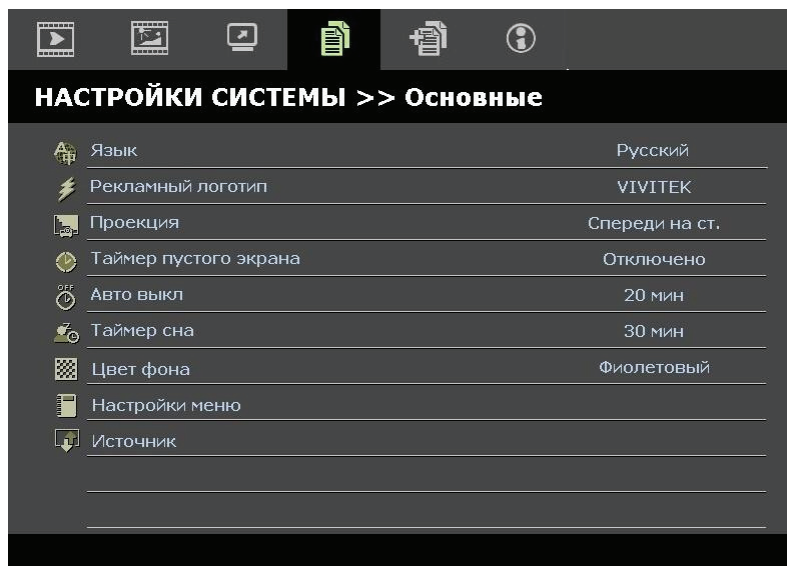 НАСТРОЙКИ СИСТЕМЫ >> Основные
Язык Русский
Рекламный логотип VIVITEK
Проекция Спереди на ст.
Таймер пустого экрана Отключено
OFF
Авто выкл 20 мин
Таймер сна 30 мин
Цвет фона Фиолетовый
Настройки меню
Источник